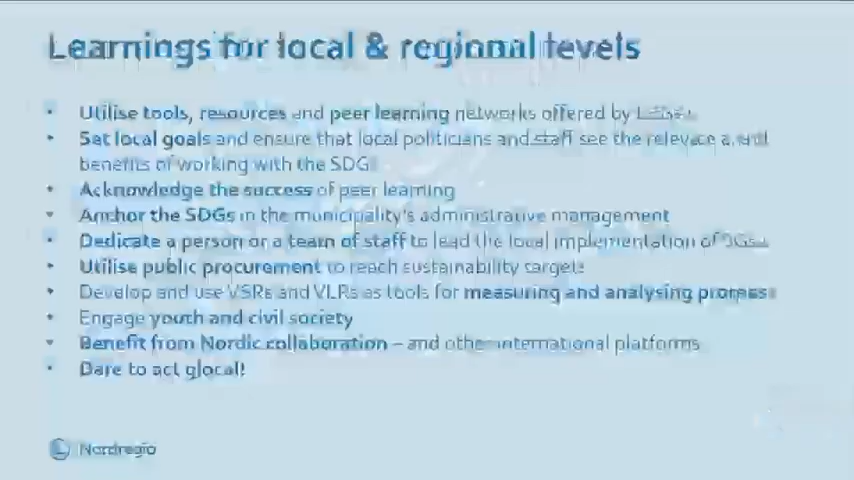 Learnings for local & regional levels
• Utilise tools, resources and peer learning networks offered by
• Set local goals and ensure that local politicians and staff see the and
benefits of working with the SDG
• Acknowledge the success of peer learning
• Anchor the SDGs in the municipality's administrative management
• Dedicate a person or a team of staff to lead the local implementation of
• Utilise public procurement to reach sustainability targets
• Develop and use VSRs and VLRs as tools for measuring and analysing progress
• Engage youth and civil society
• Benefit from Nordic collaboration – and other international platforms
• Dare to act glocal!
Nordregio